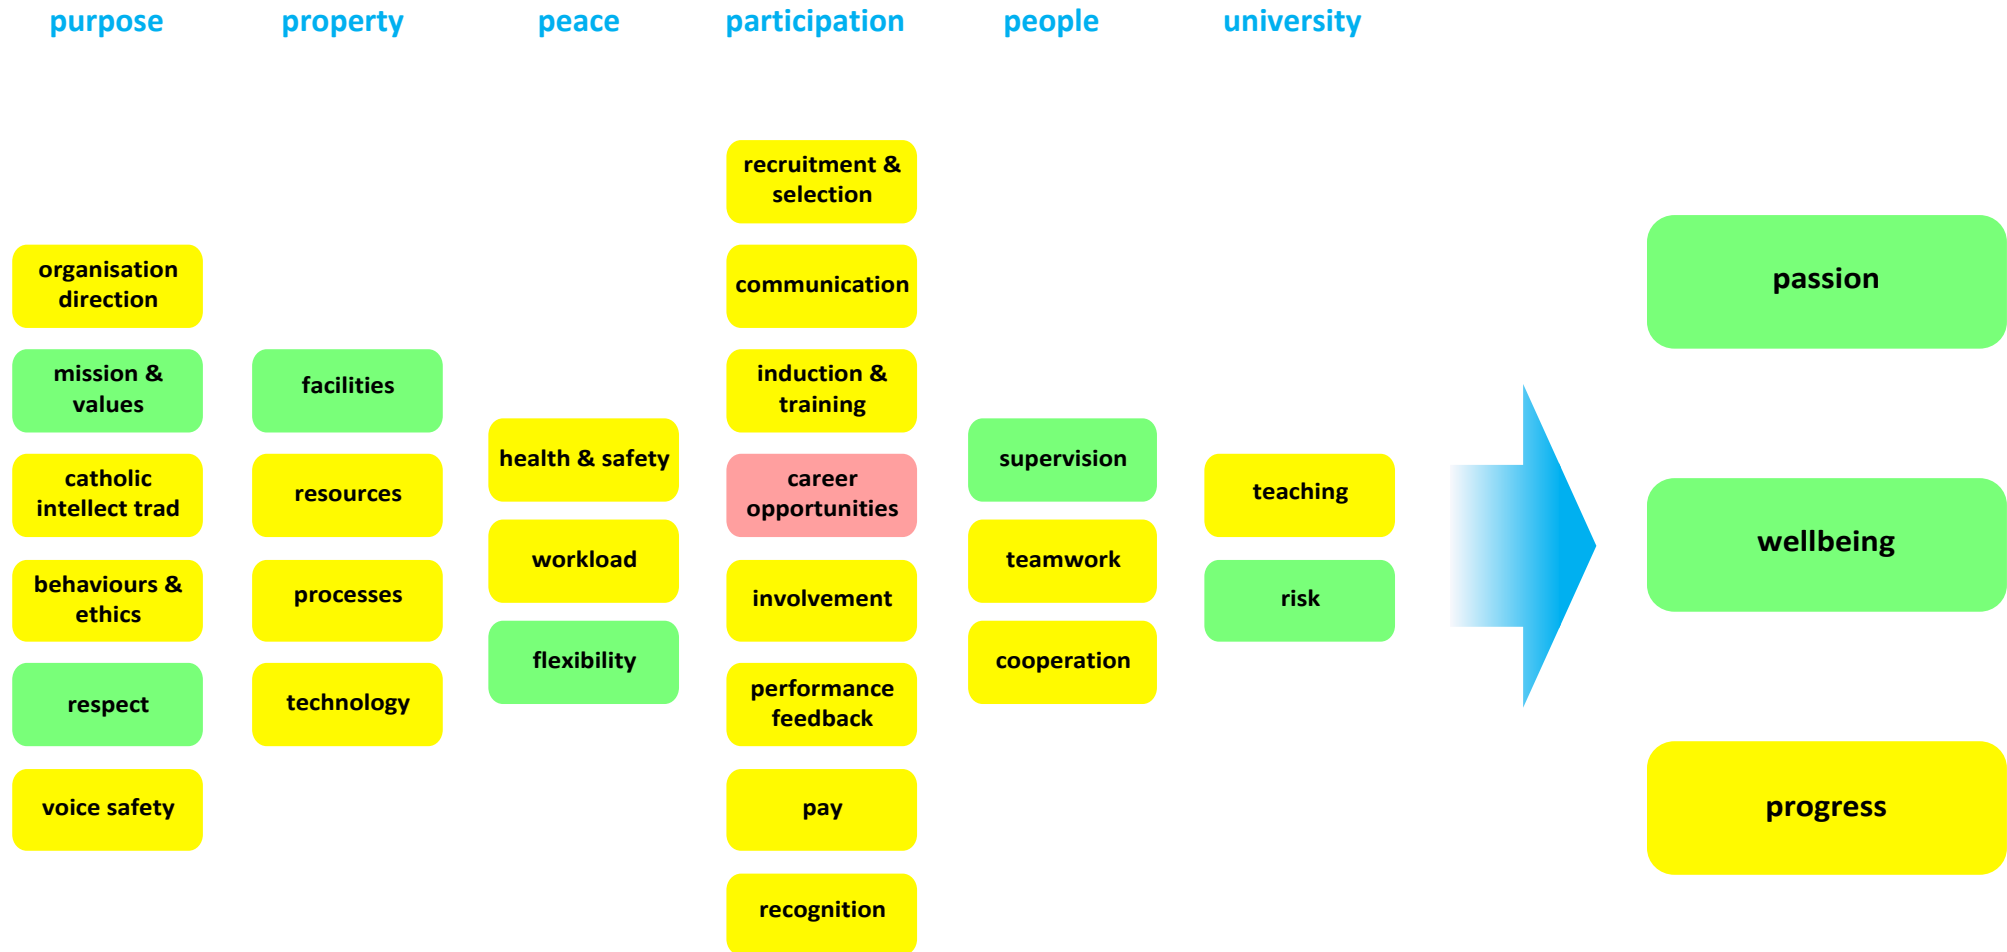 purpose
property
peace
participation
people
university
organisation
direction
mission &
values
catholic
intellect trad
behaviours &
ethics
respect
voice safety
facilities
resources
processes
technology
health & safety
workload
flexibility
recruitment &
selection
communication
induction &
training
career
opportunities
involvement
performance
feedback
pay
recognition
supervision
teamwork
cooperation
teaching
risk
passion
wellbeing
progress